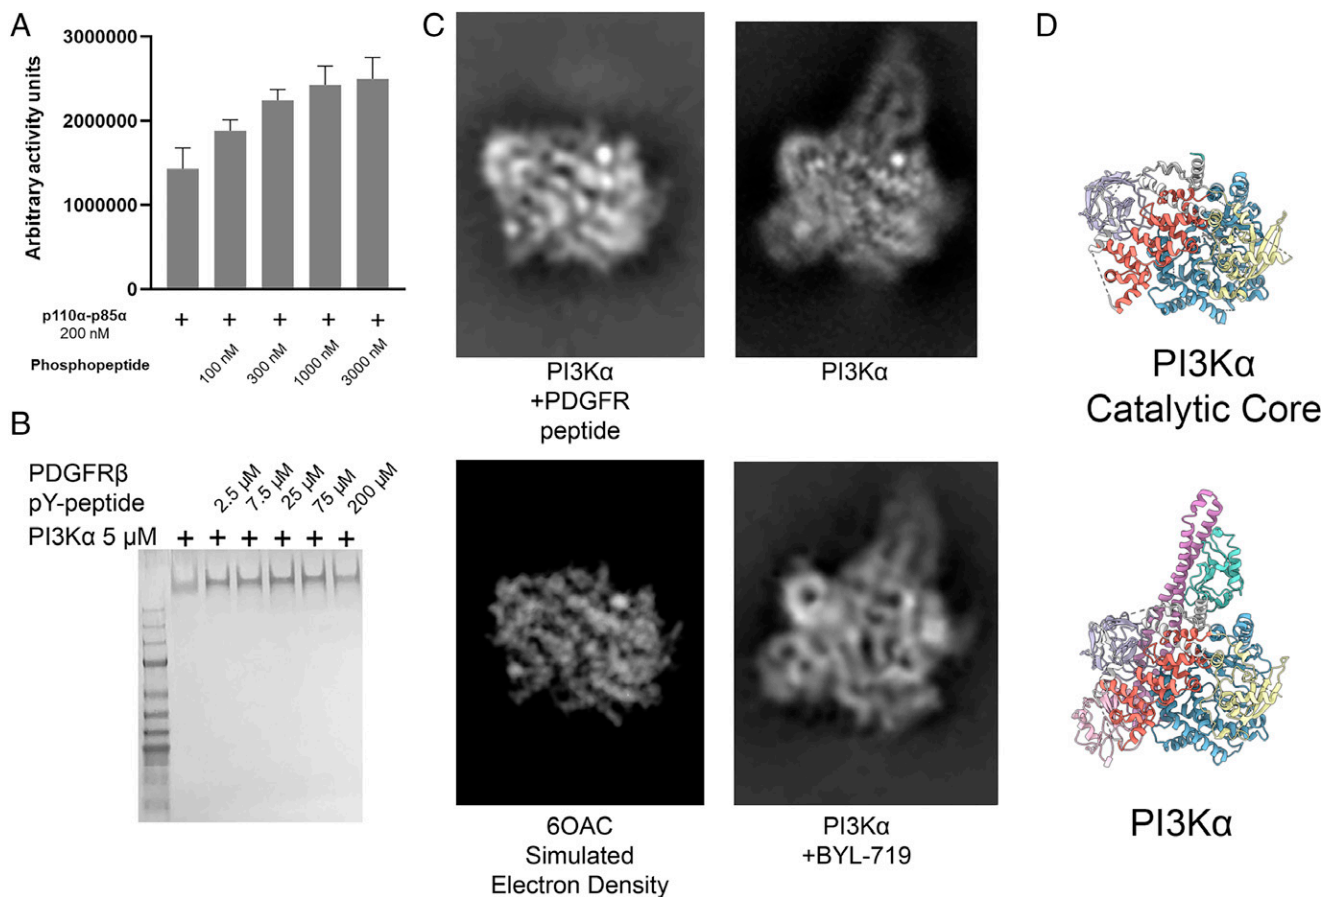 A
3000000
2000000
1000000
0
Arbitrary activity units
p110α-p85α
200 nM
+ + + + +
Phosphopeptide
100 nM
300 nM
1000 nM
3000 nM
B
PDGFRβ
pY-peptide
2.5 µM
7.5 µM
25 µM
75 µM
200 µM
PI3Kα 5 µM + + + + + +
C
PI3Kα
+PDGFR
peptide
PI3Kα
6OAC
Simulated
Electron Density
PI3Kα
+BYL-719
D
PI3Kα
Catalytic Core
PI3Kα